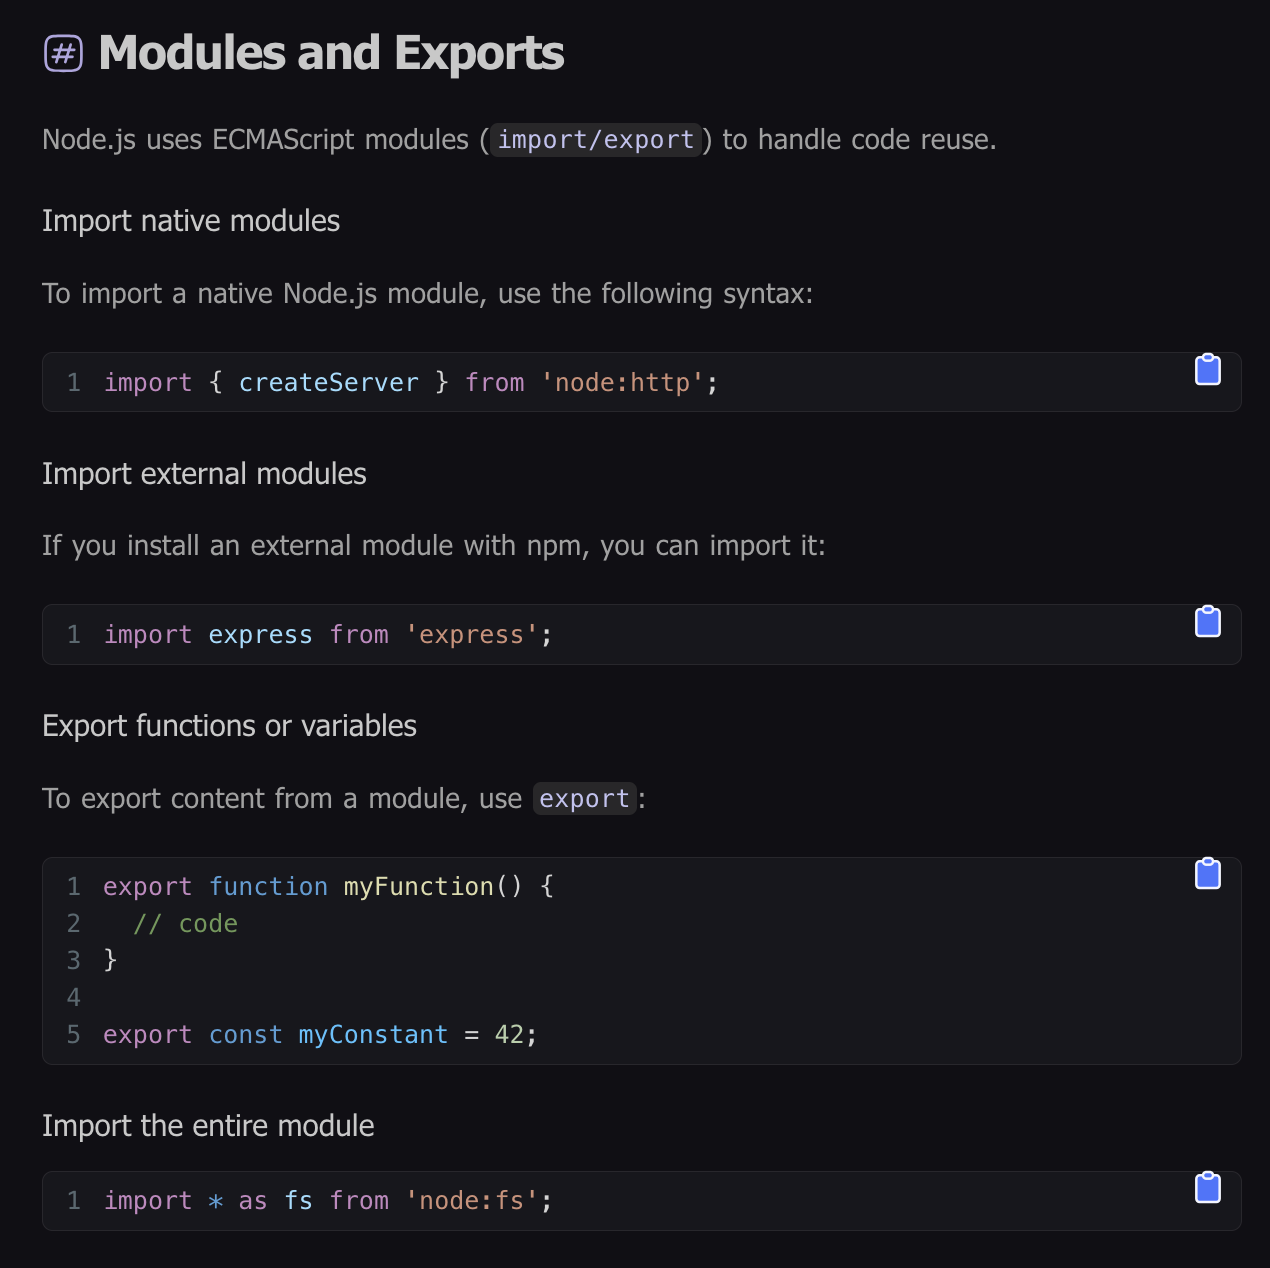 # Modules and Exports
Node.js uses ECMAScript modules (import/export) to handle code reuse.
Import native modules
To import a native Node.js module, use the following syntax:
1 import { createServer } from 'node:http';
Import external modules
If you install an external module with npm, you can import it:
1 import express from 'express';
Export functions or variables
To export content from a module, use export:
1 export function myFunction() {
2   // code
3 }
4
5 export const myConstant = 42;
Import the entire module
1 import * as fs from 'node:fs';